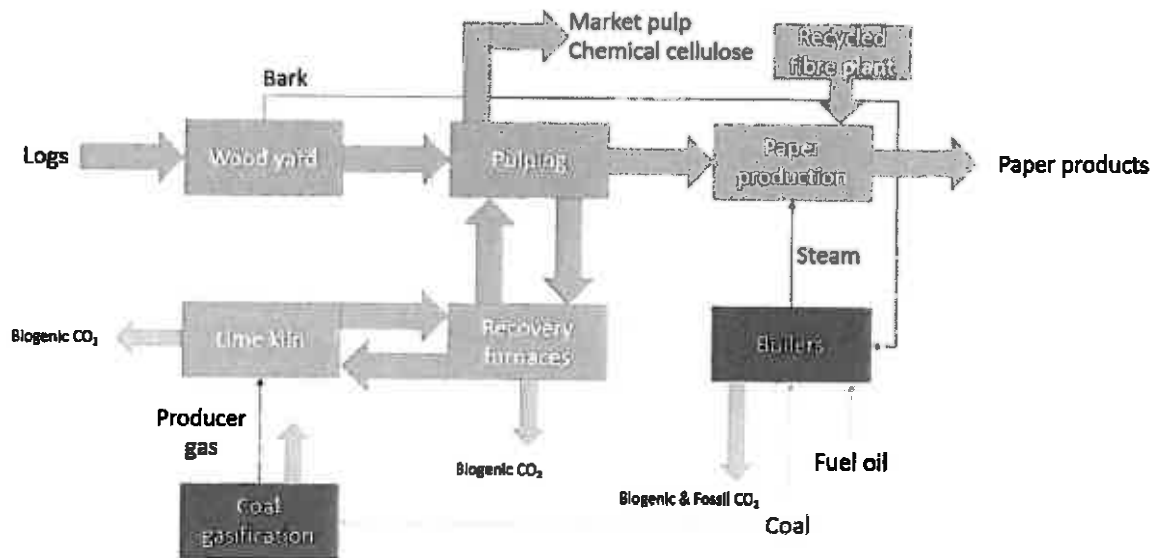 Market pulp
Chemical cellulose
Recycled
fibre plant
Bark
Logs
Wood yard
Pulping
Paper
production
Paper products
Steam
Biogenic CO₂
Lime kiln
Recovery
furnaces
Boilers
Producer
gas
Biogenic CO₂
Fuel oil
Biogenic & Fossil CO₂
Coal
Coal
gasification